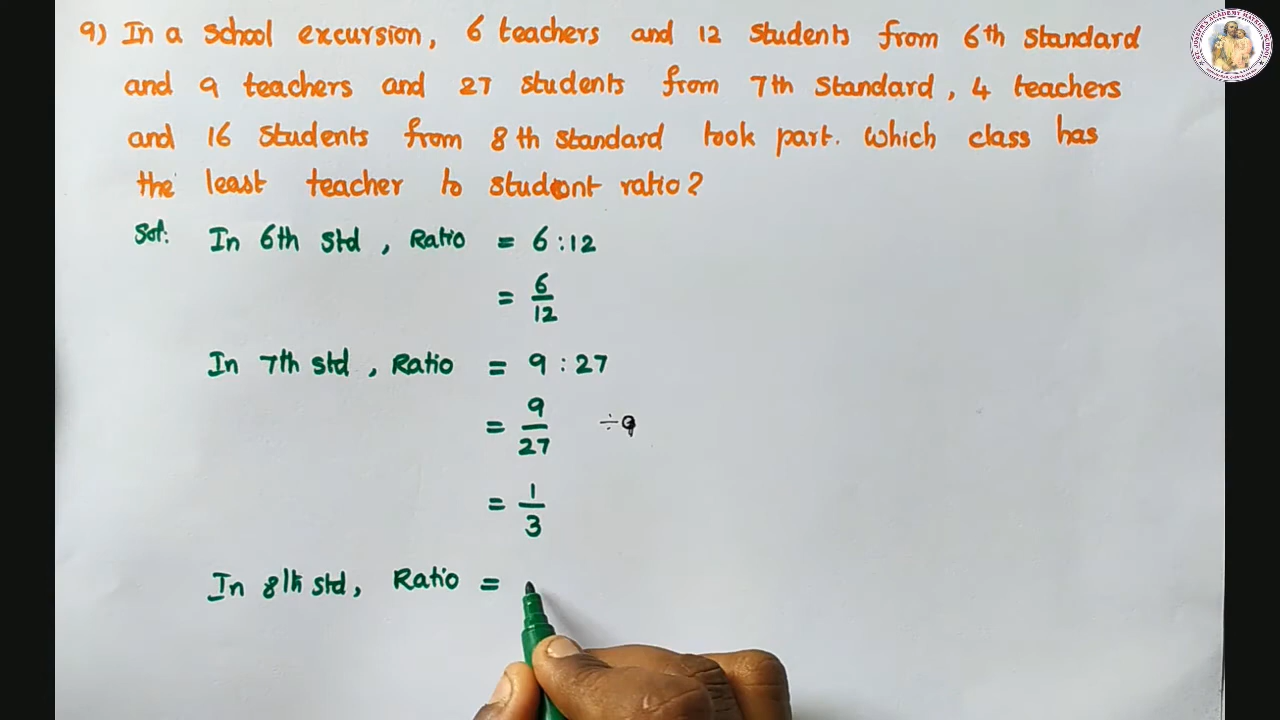 9) In a school excursion, 6 teachers and 12 students from 6th standard
and 9 teachers and 27 students from 7th standard, 4 teachers
and 16 students from 8th standard took part. Which class has
the least teacher to student ratio?
Sol: In 6th std, Ratio = 6:12
= 6/12
In 7th std, Ratio = 9:27
= 9/27 ÷9
= 1/3
In 8th std, Ratio =